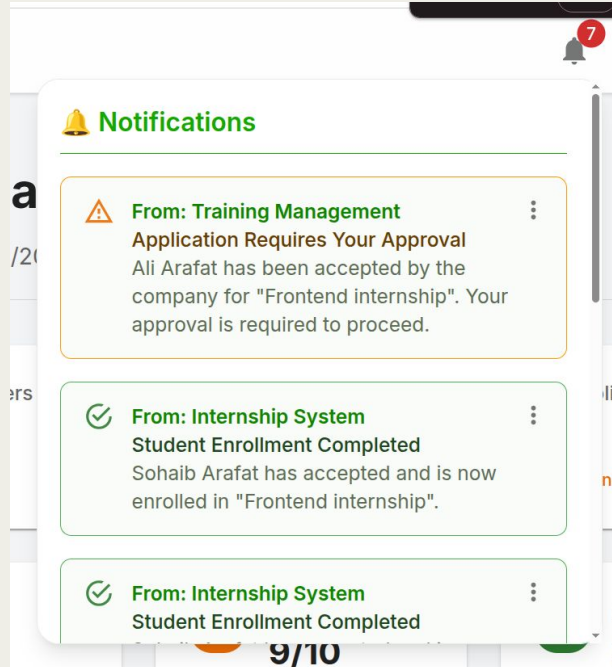 7
🔔 Notifications
From: Training Management
Application Requires Your Approval
Ali Arafat has been accepted by the
company for "Frontend internship". Your
approval is required to proceed.
From: Internship System
Student Enrollment Completed
Sohaib Arafat has accepted and is now
enrolled in "Frontend internship".
From: Internship System
Student Enrollment Completed
9/10